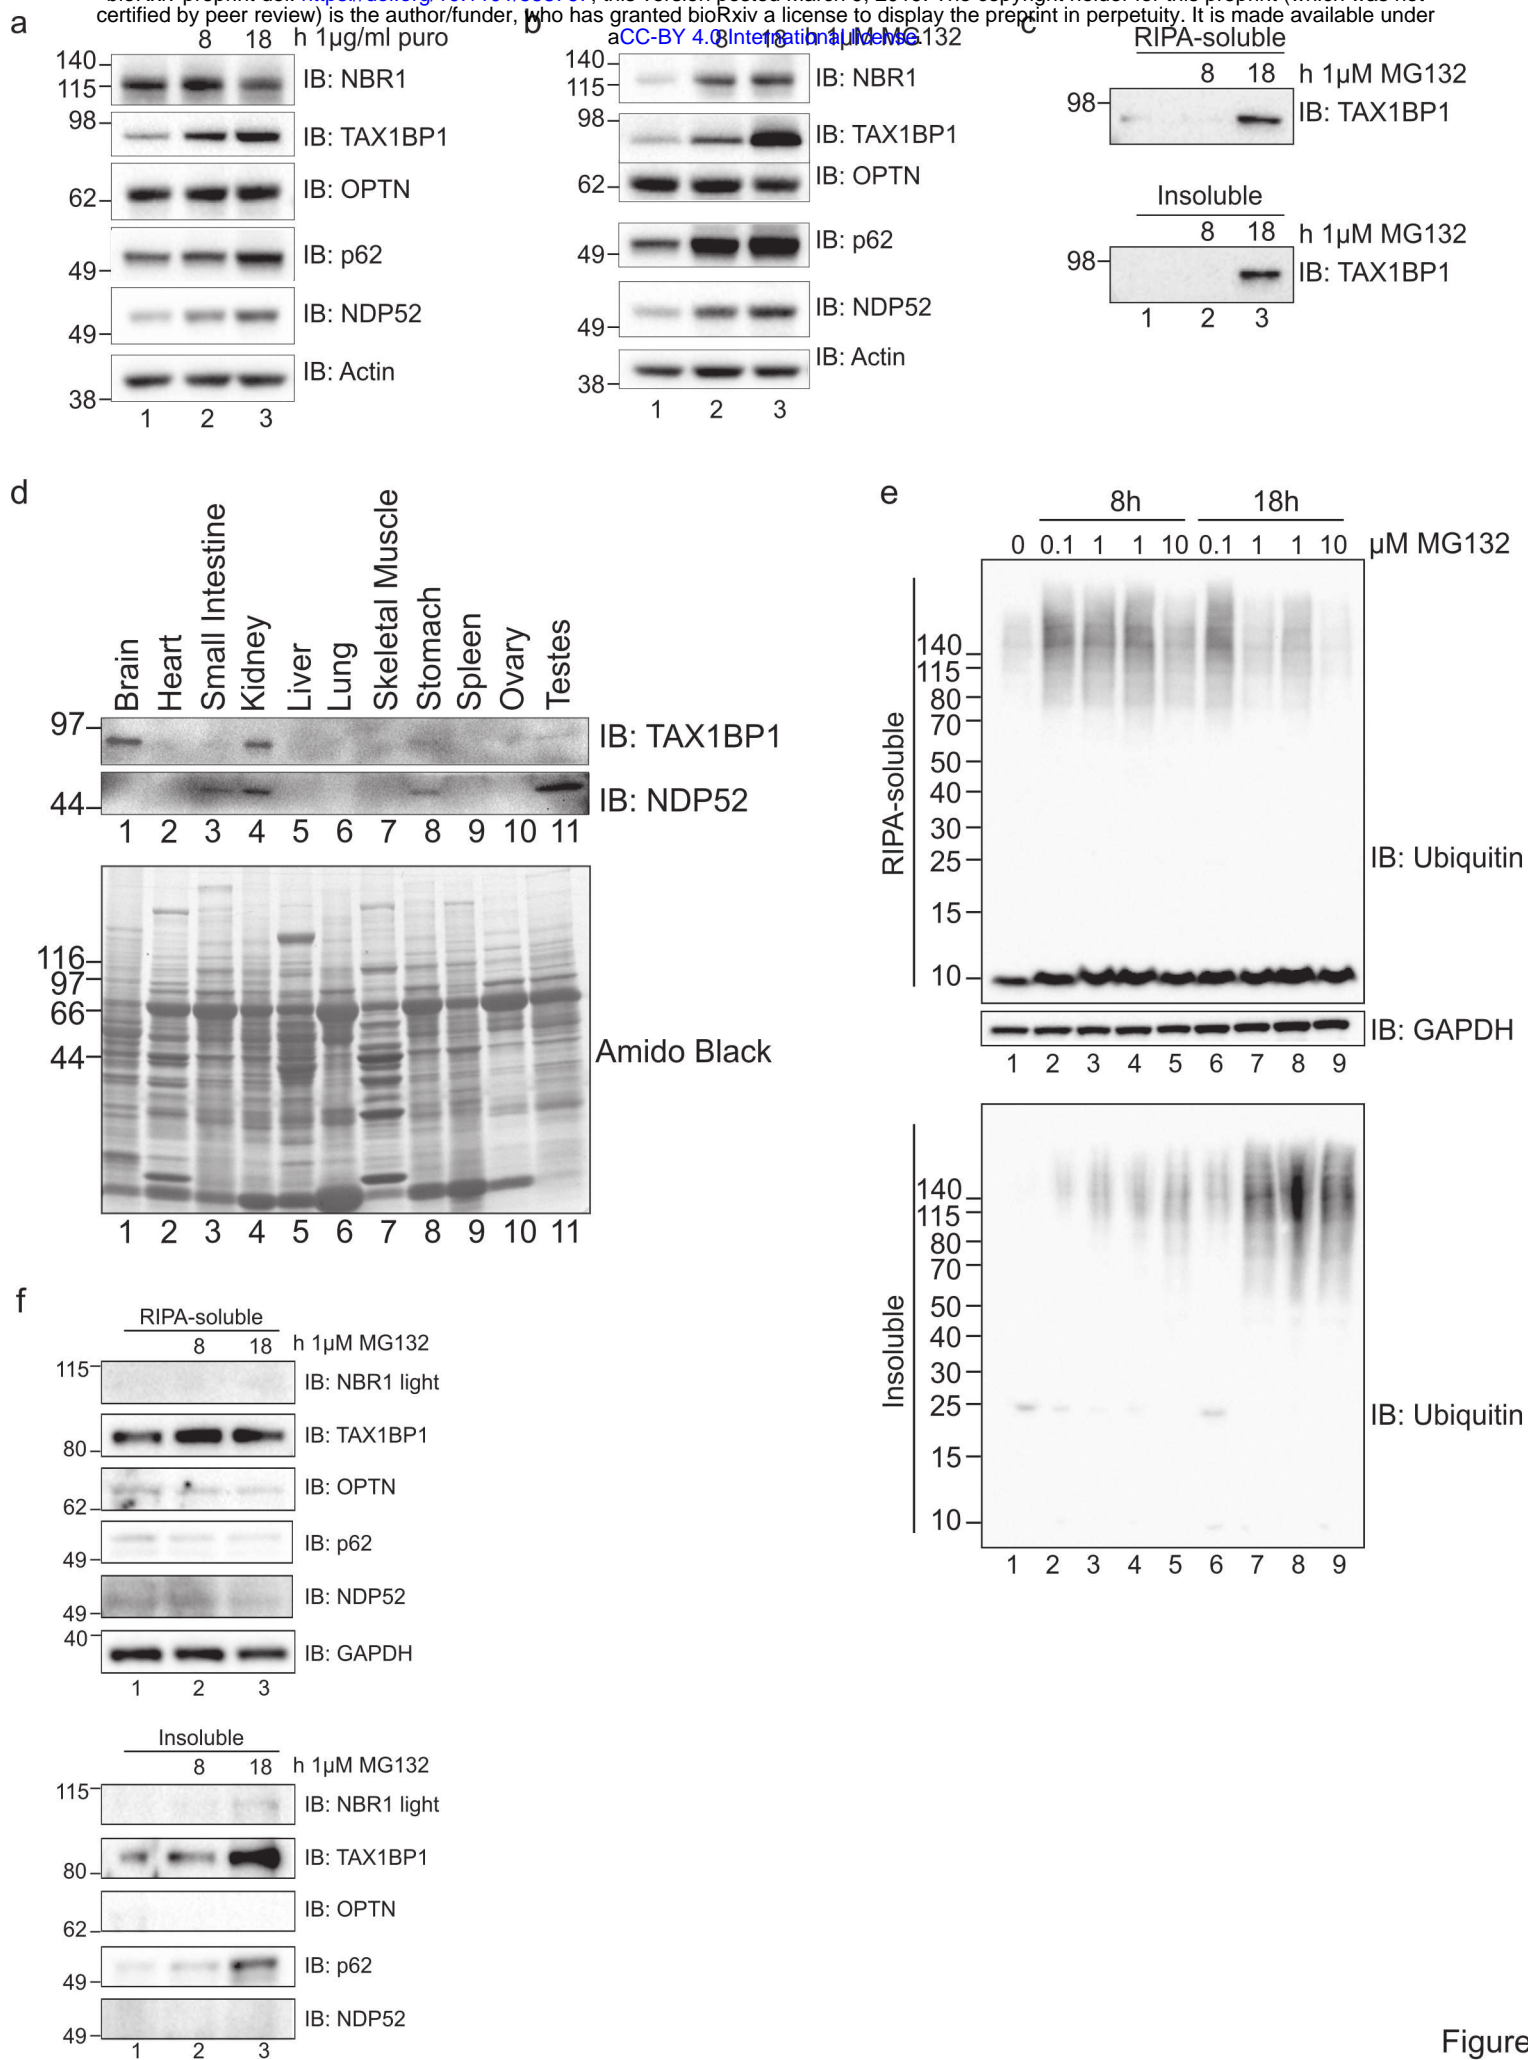 certified by peer review) is the author/funder, who has granted bioRxiv a license to display the preprint in perpetuity. It is made available under
aCC-BY 4.0 International license.
a
8 18 h 1µg/ml puro
140
115
IB: NBR1
98
IB: TAX1BP1
62
IB: OPTN
49
IB: p62
49
IB: NDP52
38
IB: Actin
1 2 3
b
8 18 h 1µM MG132
140
115
IB: NBR1
98
IB: TAX1BP1
62
IB: OPTN
49
IB: p62
49
IB: NDP52
38
IB: Actin
1 2 3
c
RIPA-soluble
8 18 h 1µM MG132
98
IB: TAX1BP1
Insoluble
8 18 h 1µM MG132
98
IB: TAX1BP1
1 2 3
d
Brain
Heart
Small Intestine
Kidney
Liver
Lung
Skeletal Muscle
Stomach
Spleen
Ovary
Testes
97
IB: TAX1BP1
44
IB: NDP52
1 2 3 4 5 6 7 8 9 10 11
116
97
66
44
Amido Black
1 2 3 4 5 6 7 8 9 10 11
e
8h 18h
0 0.1 1 1 10 0.1 1 1 10 µM MG132
RIPA-soluble
140
115
80
70
50
40
30
25
15
10
IB: Ubiquitin
IB: GAPDH
1 2 3 4 5 6 7 8 9
Insoluble
140
115
80
70
50
40
30
25
15
10
IB: Ubiquitin
1 2 3 4 5 6 7 8 9
f
RIPA-soluble
8 18 h 1µM MG132
115
IB: NBR1 light
80
IB: TAX1BP1
62
IB: OPTN
49
IB: p62
49
IB: NDP52
40
IB: GAPDH
1 2 3
Insoluble
8 18 h 1µM MG132
115
IB: NBR1 light
80
IB: TAX1BP1
62
IB: OPTN
49
IB: p62
49
IB: NDP52
1 2 3
Figure